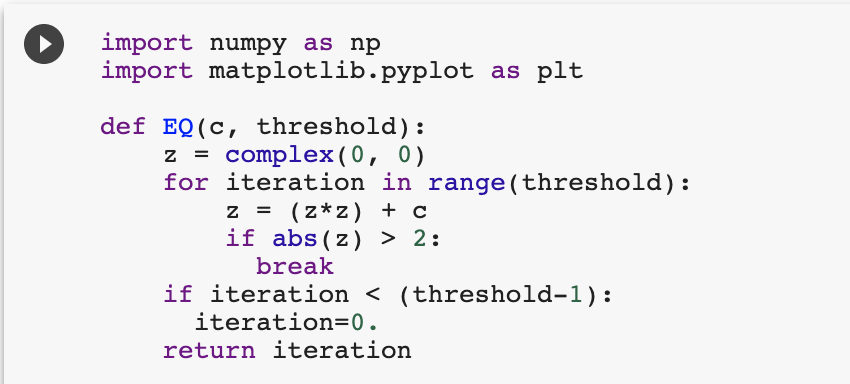 import numpy as np
import matplotlib.pyplot as plt

def EQ(c, threshold):
    z = complex(0, 0)
    for iteration in range(threshold):
        z = (z*z) + c
        if abs(z) > 2:
          break
    if iteration < (threshold-1):
      iteration=0.
    return iteration